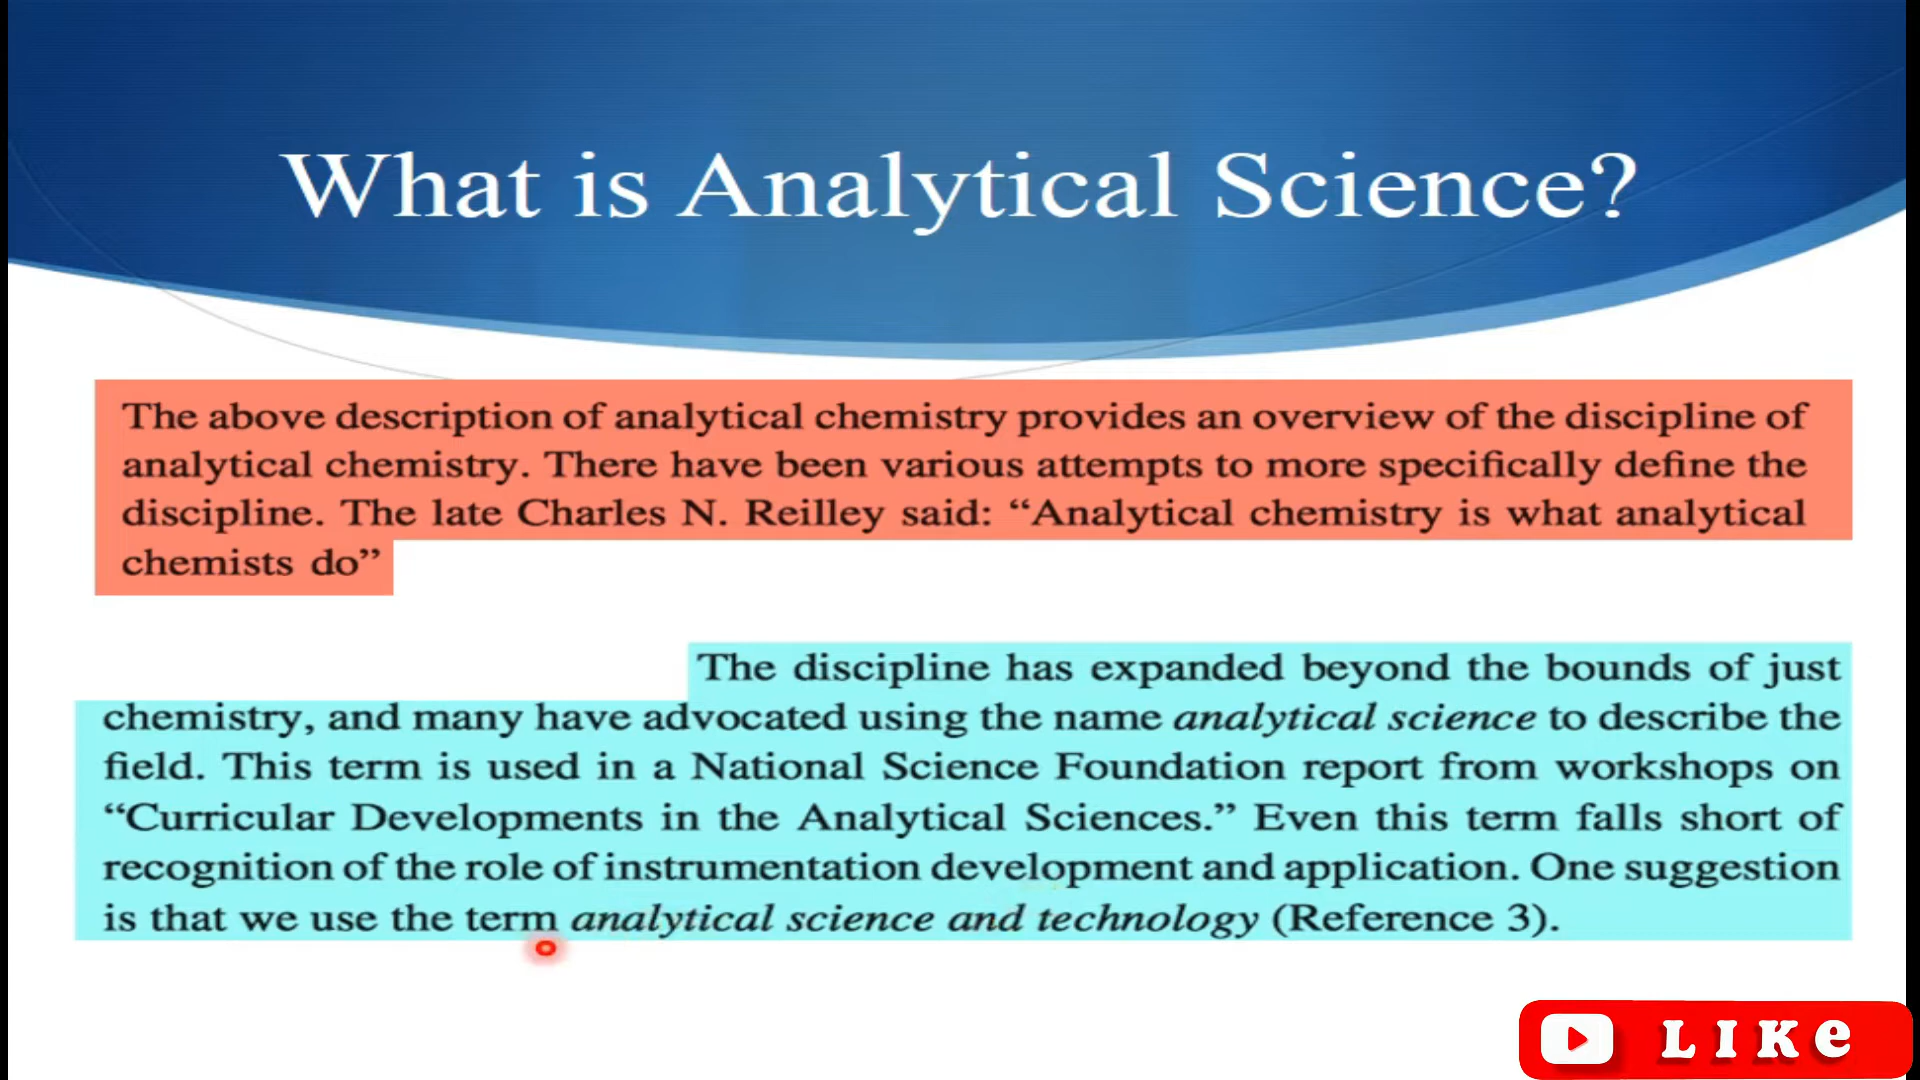 What is Analytical Science?
The above description of analytical chemistry provides an overview of the discipline of
analytical chemistry. There have been various attempts to more specifically define the
discipline. The late Charles N. Reilley said: “Analytical chemistry is what analytical
chemists do”
The discipline has expanded beyond the bounds of just
chemistry, and many have advocated using the name analytical science to describe the
field. This term is used in a National Science Foundation report from workshops on
“Curricular Developments in the Analytical Sciences.” Even this term falls short of
recognition of the role of instrumentation development and application. One suggestion
is that we use the term analytical science and technology (Reference 3).
LIKe